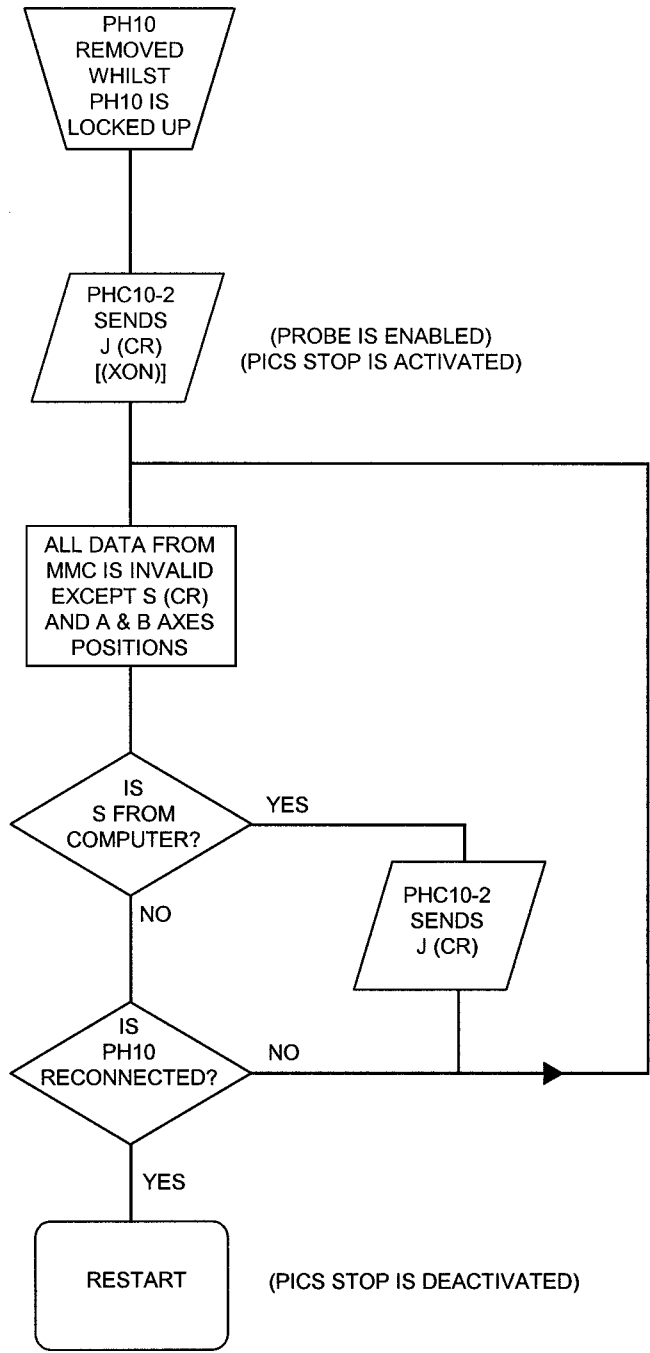 PH10
REMOVED
WHILST
PH10 IS
LOCKED UP
PHC10-2
SENDS
J (CR)
[(XON)]
(PROBE IS ENABLED)
(PICS STOP IS ACTIVATED)
ALL DATA FROM
MMC IS INVALID
EXCEPT S (CR)
AND A & B AXES
POSITIONS
IS
S FROM
COMPUTER?
YES
PHC10-2
SENDS
J (CR)
NO
IS
PH10
RECONNECTED?
NO
YES
RESTART
(PICS STOP IS DEACTIVATED)